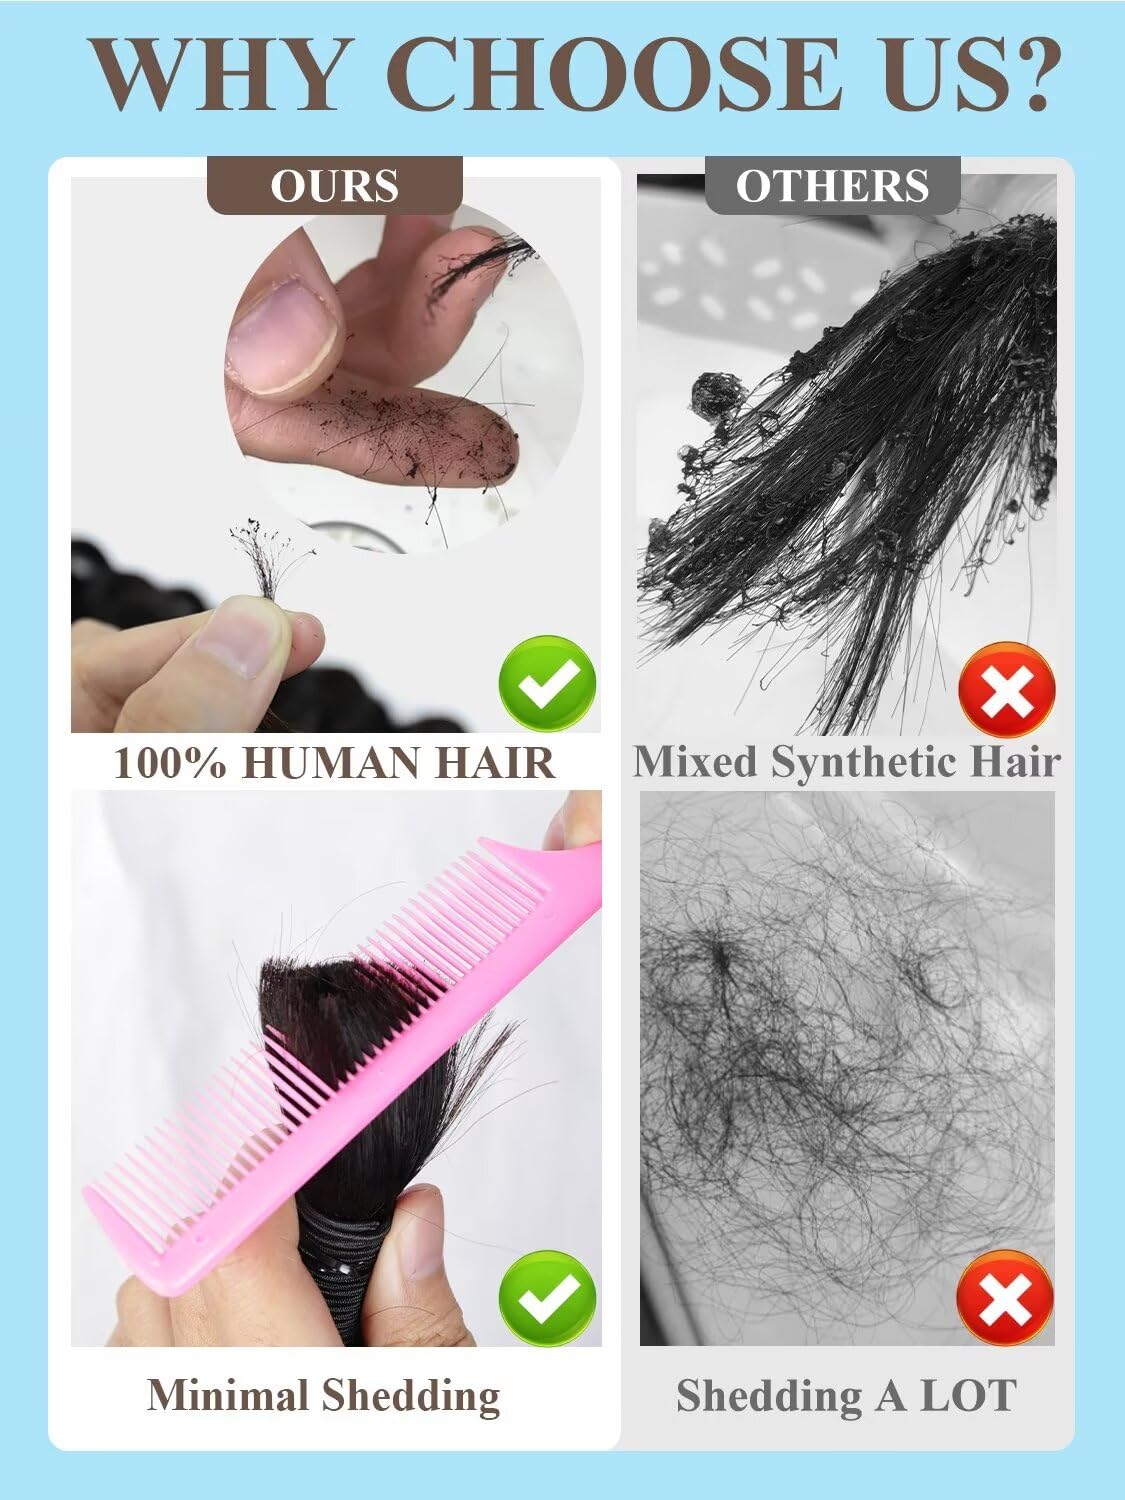 WHY CHOOSE US?
OURS
OTHERS
100% HUMAN HAIR
Mixed Synthetic Hair
Minimal Shedding
Shedding A LOT